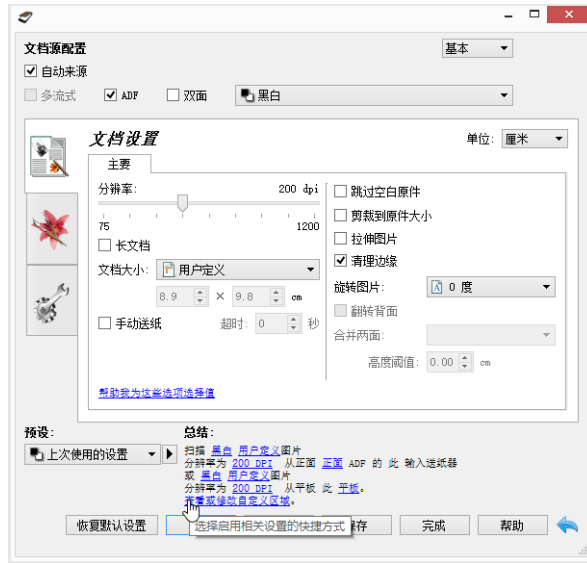 文档源配置
基本
自动来源
多流式 ADF 双面 黑白
文档设置
单位: 厘米
主要
分辨率: 200 dpi
75 1200
长文档
文档大小: 用户定义
8.9 × 9.8 cm
手动送纸 超时: 0 秒
帮助我为这些选项选择值
跳过空白原件
剪裁到原件大小
拉伸图片
清理边缘
旋转图片: 0 度
翻转背面
合并两面:
高度阈值: 0.00 cm
预设:
上次使用的设置
总结:
扫描 黑白 用户定义图片
分辨率为 200 DPI 从正面 正面 ADF 的 此 输入送纸器
或 黑白 用户定义图片
分辨率为 200 DPI 从平板 此 平板。
查看或修改自定义区域。
恢复默认设置 选择启用相关设置的快捷方式 存 完成 帮助